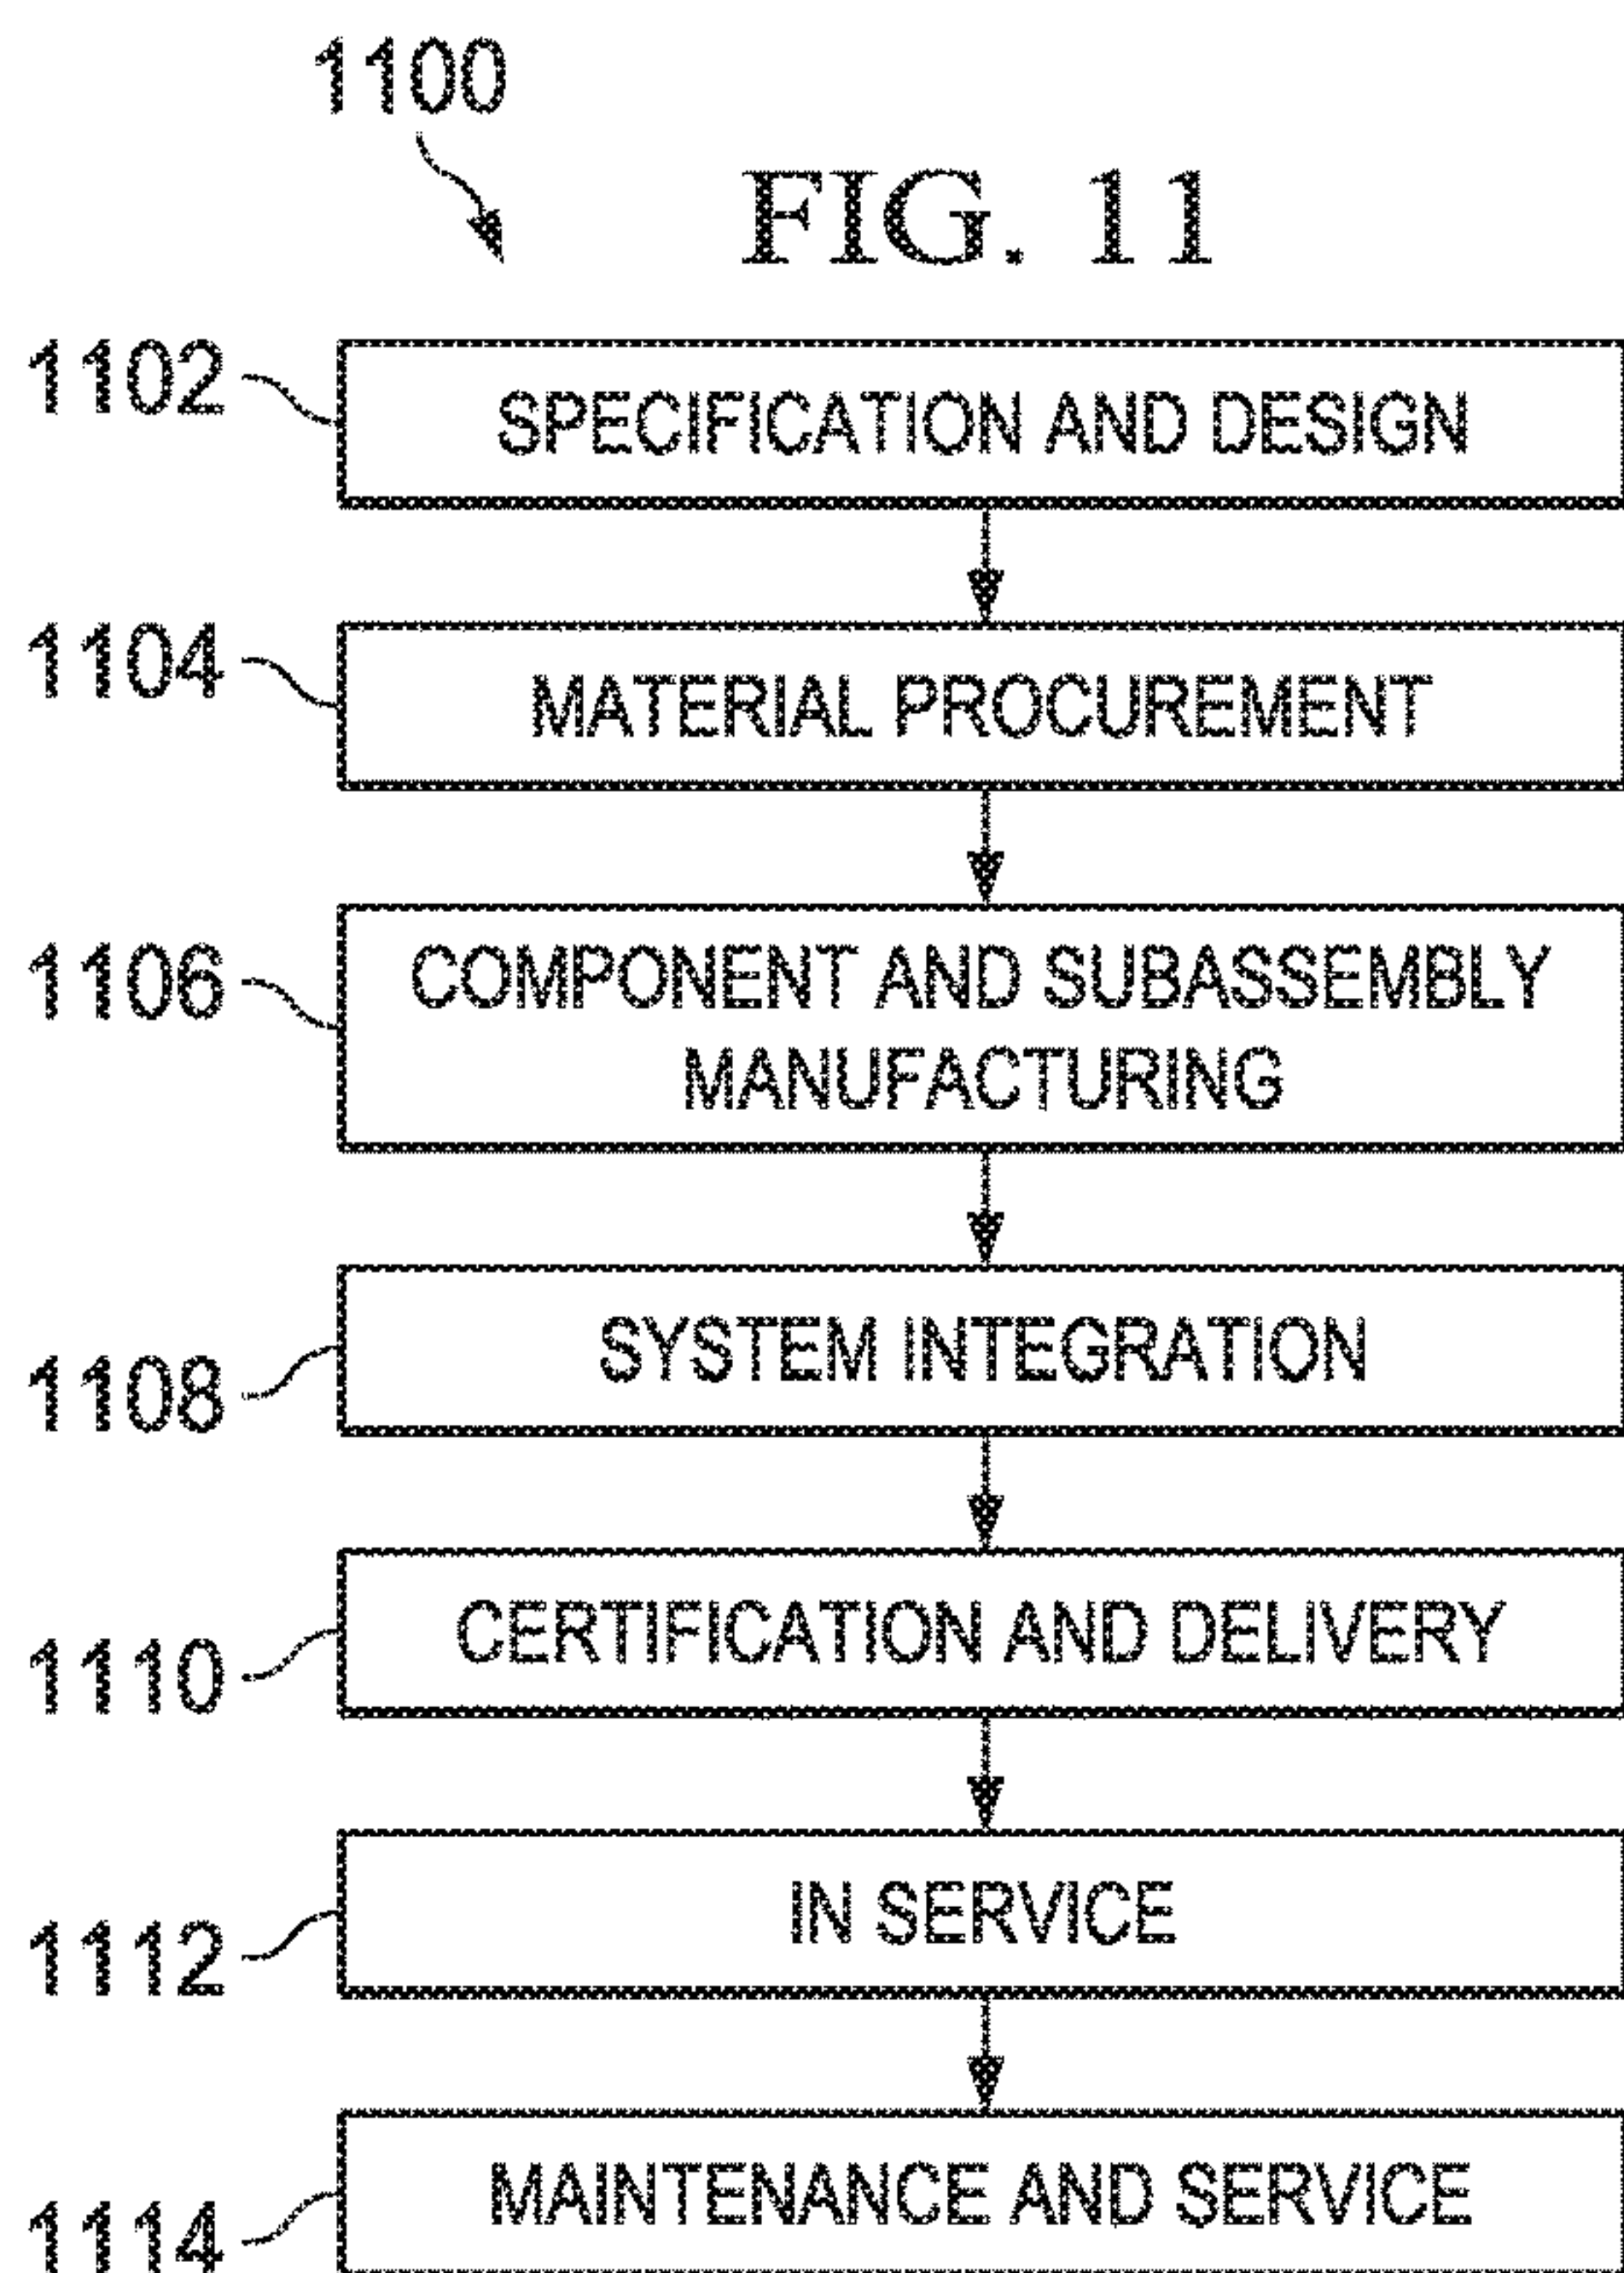 1100
FIG. 11
1102
SPECIFICATION AND DESIGN
1104
MATERIAL PROCUREMENT
1106
COMPONENT AND SUBASSEMBLY
MANUFACTURING
1108
SYSTEM INTEGRATION
1110
CERTIFICATION AND DELIVERY
1112
IN SERVICE
1114
MAINTENANCE AND SERVICE